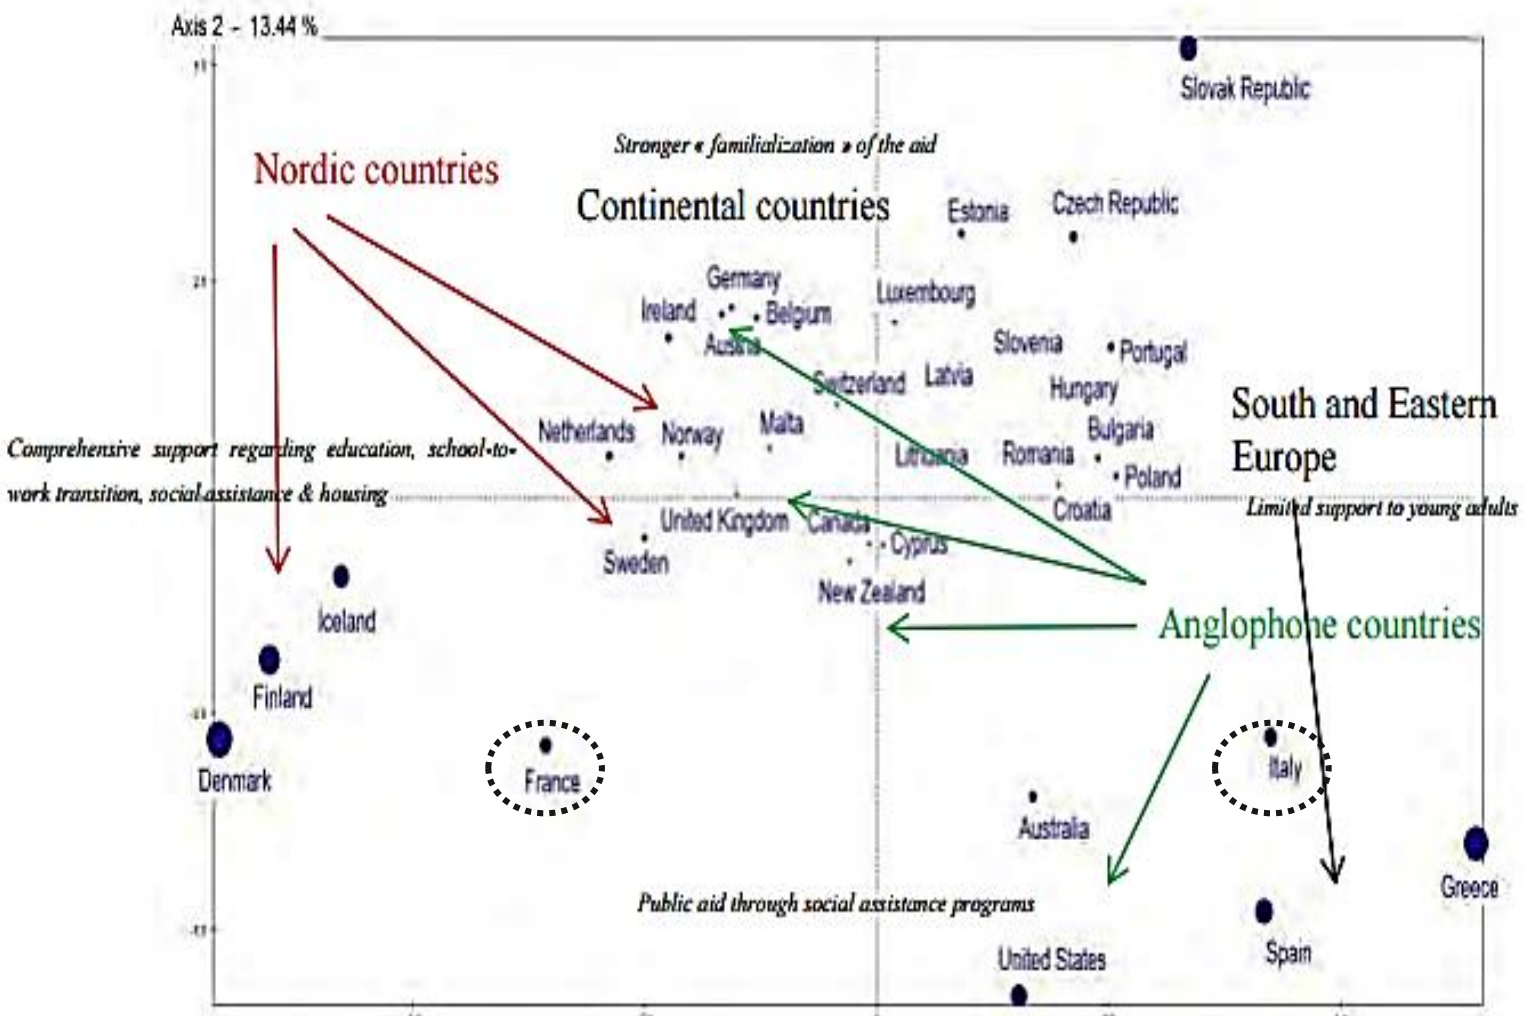 Axis 2 - 13.44 %
Slovak Republic
Stronger « familialization » of the aid
Nordic countries
Continental countries
Estonia
Czech Republic
Germany
Luxembourg
Ireland
Belgium
Austria
Slovenia
Portugal
Switzerland
Latvia
Hungary
South and Eastern
Europe
Netherlands
Norway
Malta
Bulgaria
Comprehensive support regarding education, school-to-
work transition, social assistance & housing
Lithuania
Romania
Poland
Limited support to young adults
United Kingdom
Canada
Croatia
Cyprus
Sweden
New Zealand
Iceland
Anglophone countries
Finland
Denmark
France
Italy
Australia
Greece
Public aid through social assistance programs
United States
Spain